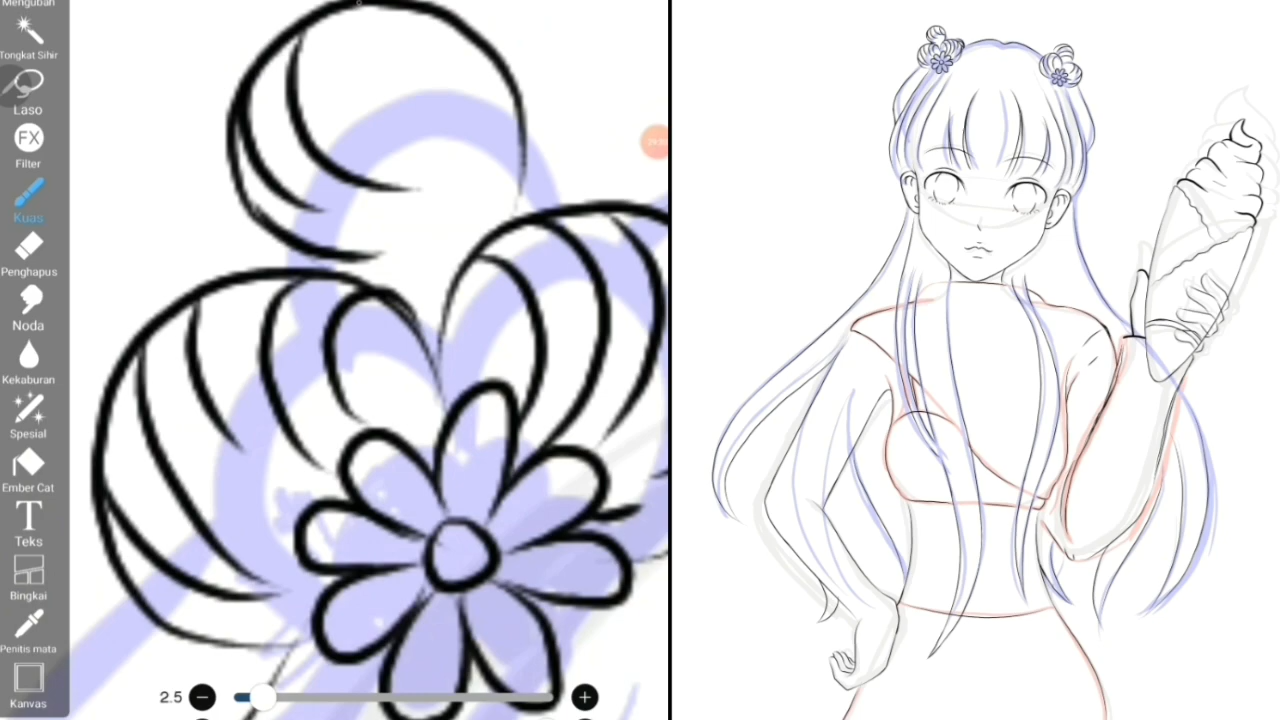 Mengubah
Tongkat Sihir
Laso
FX
Filter
Kuas
Penghapus
Noda
Kekaburan
Spesial
Ember Cat
T
Teks
Bingkai
Penitis mata
Kanvas
2.5